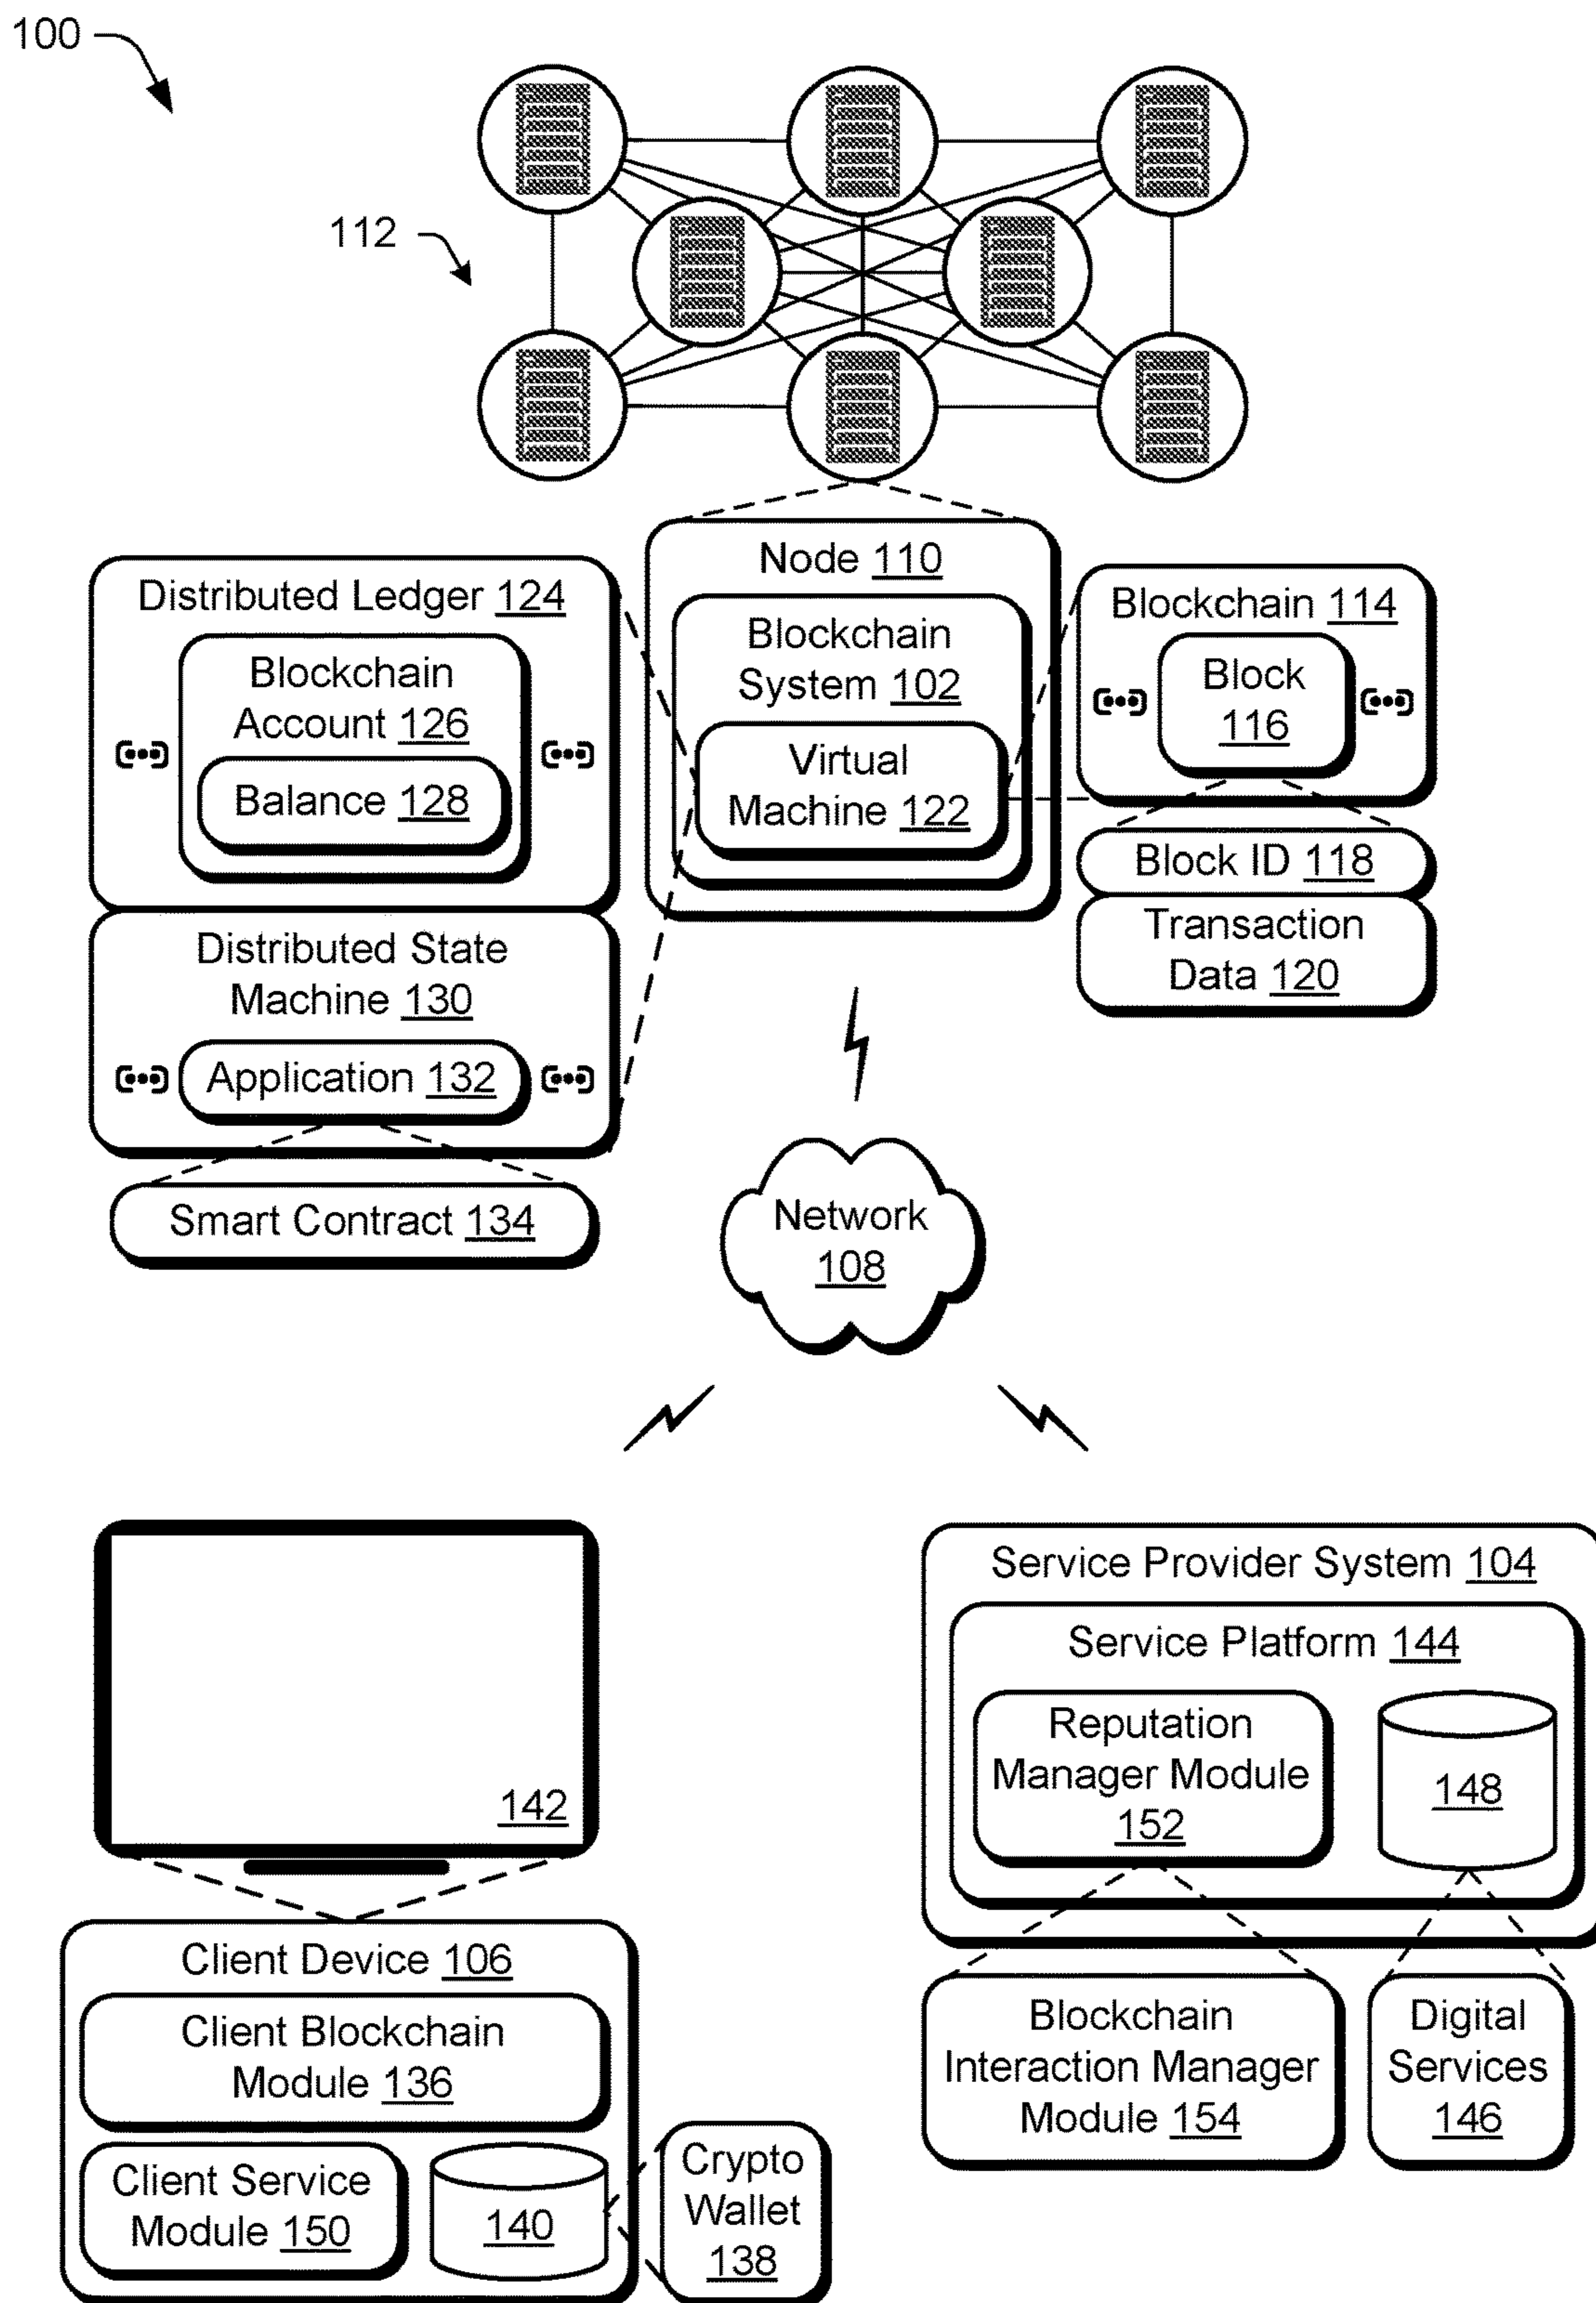 100
112
Node 110
Blockchain
System 102
Virtual
Machine 122
Distributed Ledger 124
Blockchain
Account 126
Balance 128
Distributed State
Machine 130
Application 132
Smart Contract 134
Blockchain 114
Block
116
Block ID 118
Transaction
Data 120
Network
108
142
Client Device 106
Client Blockchain
Module 136
Client Service
Module 150
140
Crypto
Wallet
138
Service Provider System 104
Service Platform 144
Reputation
Manager Module
152
148
Blockchain
Interaction Manager
Module 154
Digital
Services
146